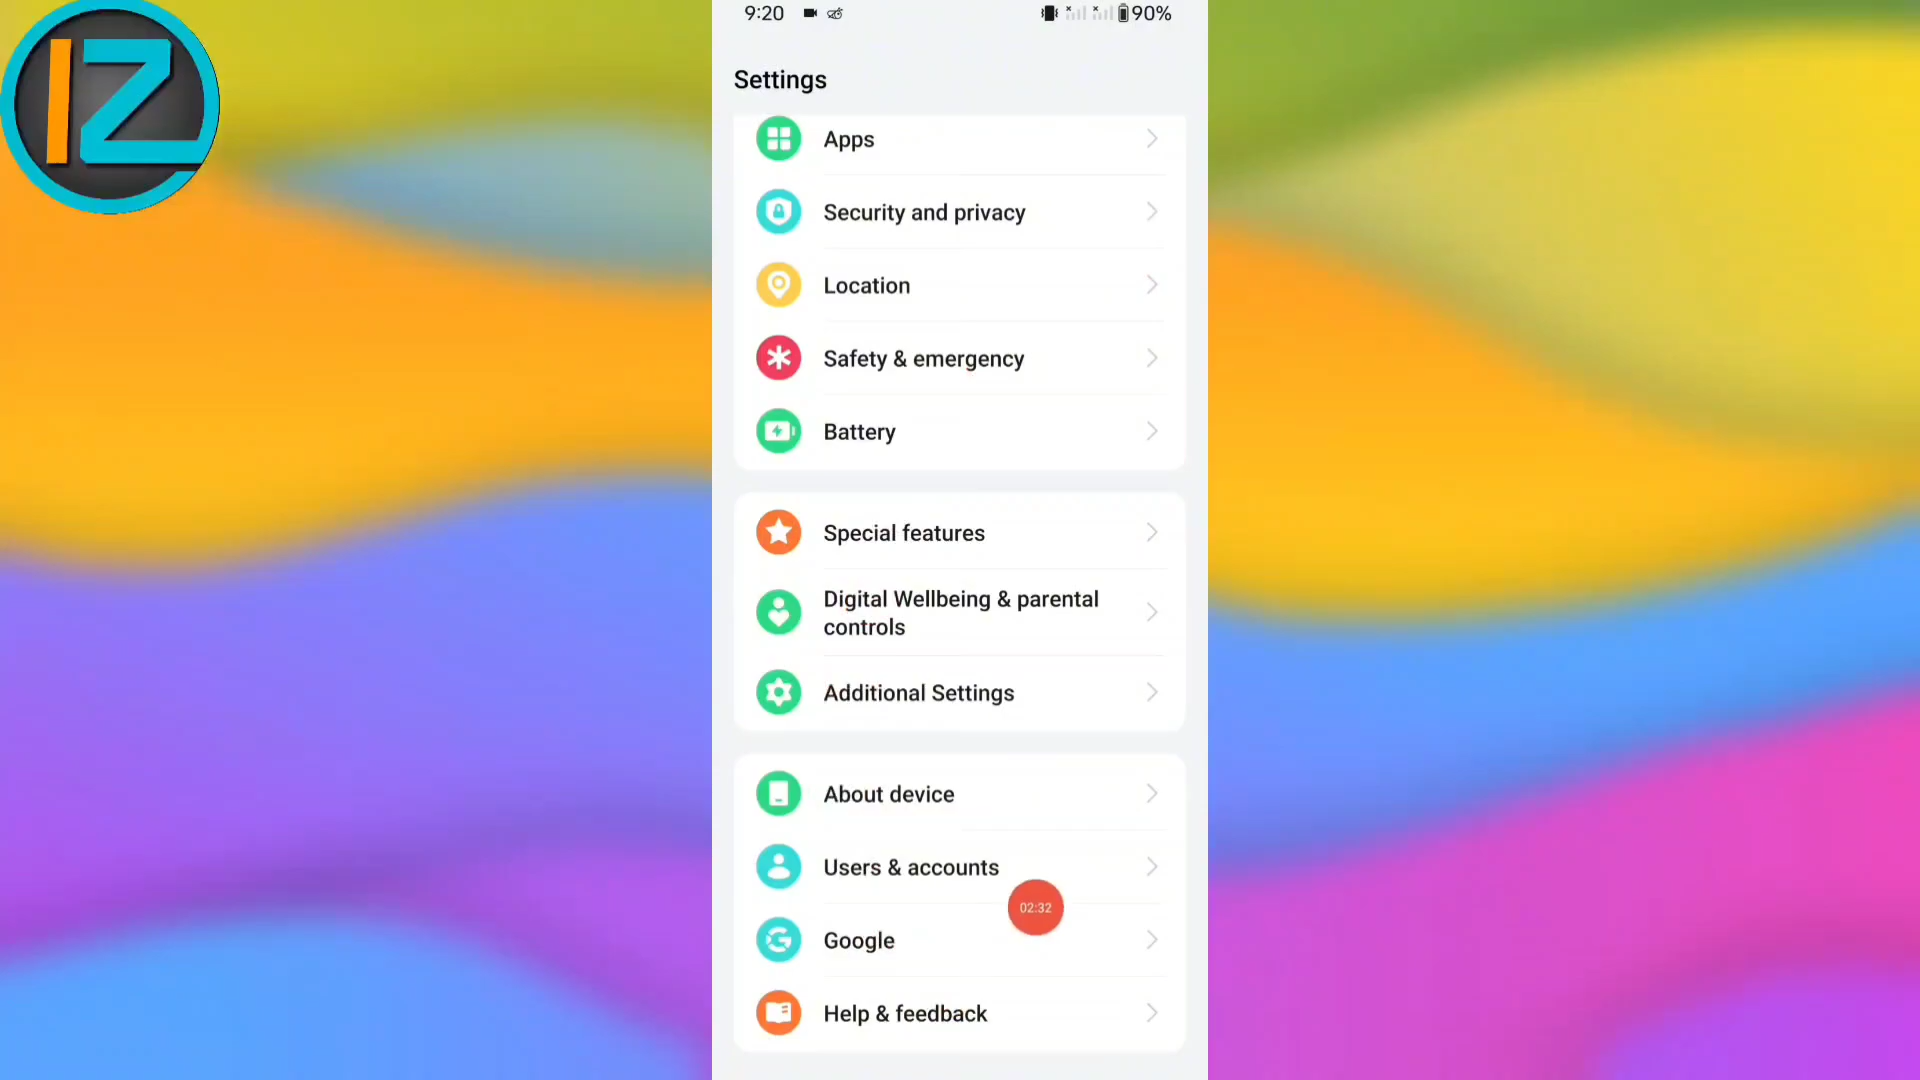 IZ
9:20
90%
Settings
Apps
Security and privacy
Location
Safety & emergency
Battery
Special features
Digital Wellbeing & parental
controls
Additional Settings
About device
Users & accounts
02:32
Google
Help & feedback